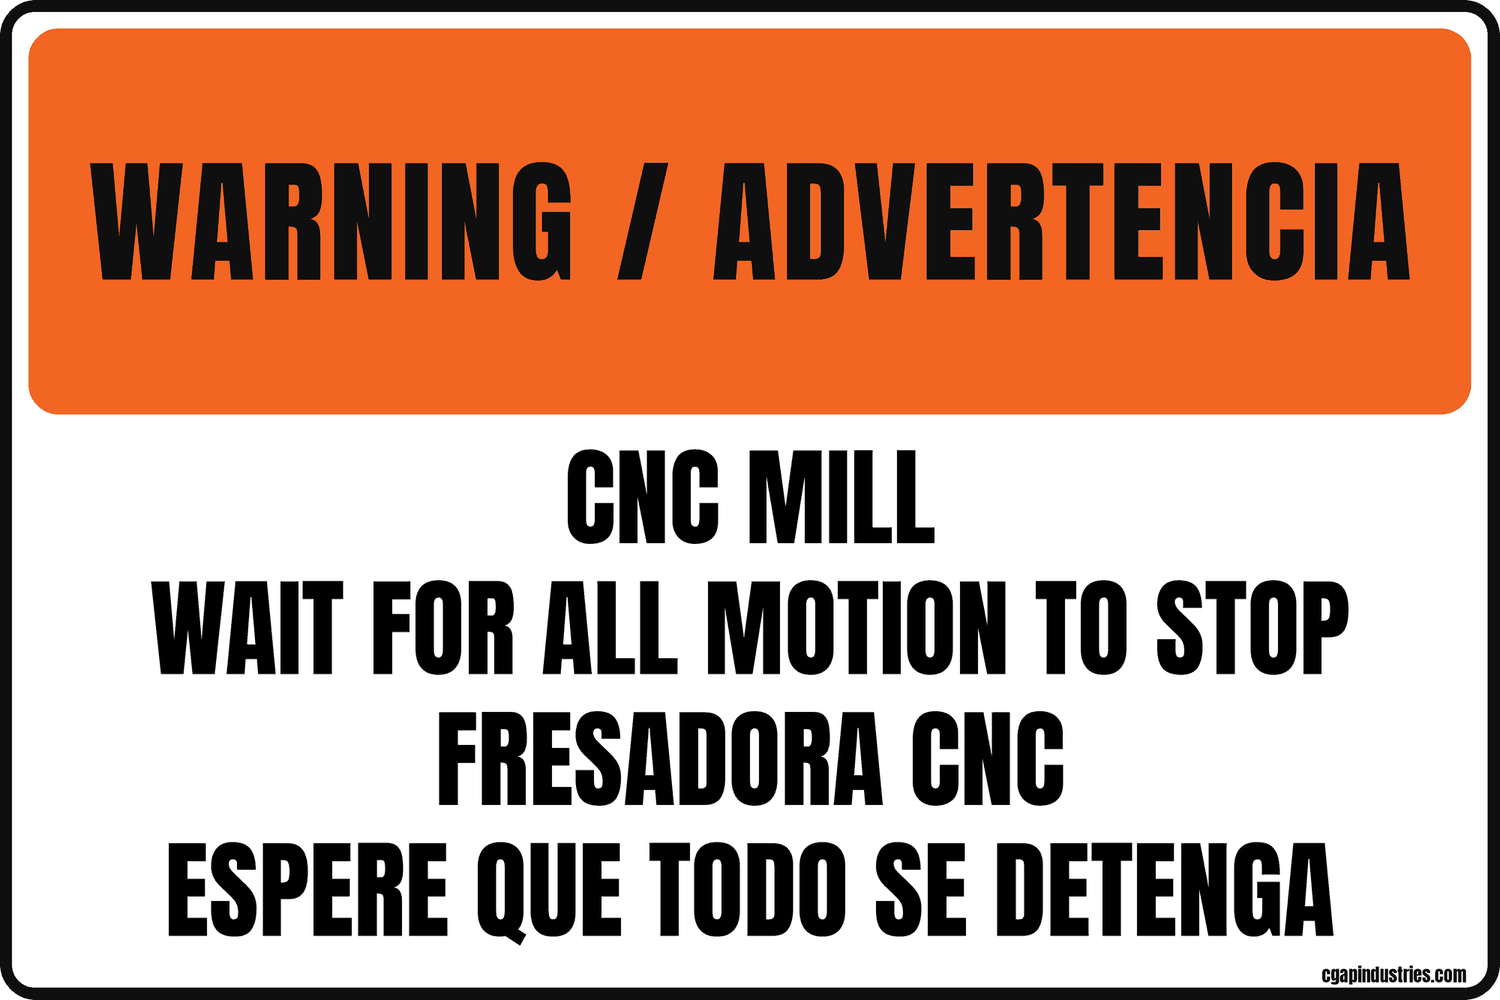 WARNING / ADVERTENCIA
CNC MILL
WAIT FOR ALL MOTION TO STOP
FRESADORA CNC
ESPERE QUE TODO SE DETENGA
cgapindustries.com